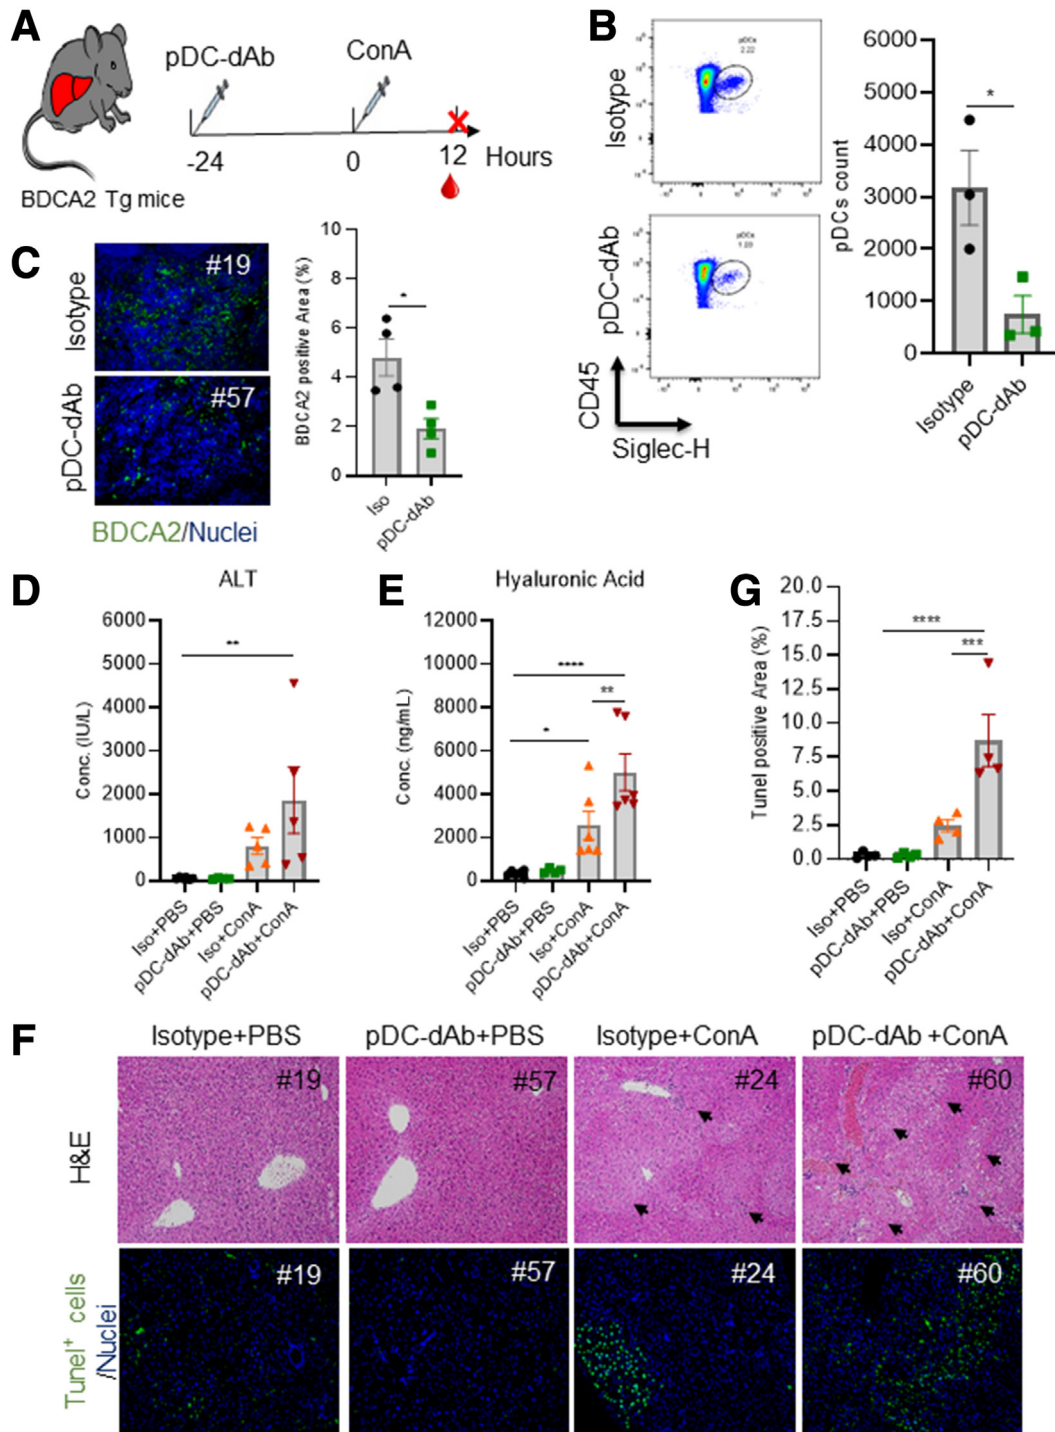 A
pDC-dAb
ConA
-24
0
12
Hours
BDCA2 Tg mice
B
Isotype
pDCs
2.22
pDC-dAb
pDCs
CD45
Siglec-H
pDCs count
6000
5000
4000
3000
2000
1000
0
*
Isotype
pDC-dAb
C
Isotype
#19
pDC-dAb
#57
BDCA2/Nuclei
BDCA2 positive Area (%)
10
8
6
4
2
0
*
Iso
pDC-dAb
D
ALT
Conc. (IU/L)
6000
5000
4000
3000
2000
1000
0
**
Iso+PBS
pDC-dAb+PBS
Iso+ConA
pDC-dAb+ConA
E
Hyaluronic Acid
Conc. (ng/mL)
12000
10000
8000
6000
4000
2000
0
****
**
*
Iso+PBS
pDC-dAb+PBS
Iso+ConA
pDC-dAb+ConA
G
Tunel positive Area (%)
20.0
17.5
15.0
12.5
10.0
7.5
5.0
2.5
0.0
****
***
Iso+PBS
pDC-dAb+PBS
Iso+ConA
pDC-dAb+ConA
F
Isotype+PBS
pDC-dAb+PBS
Isotype+ConA
pDC-dAb +ConA
H&E
#19
#57
#24
#60
Tunel+ cells
/Nuclei
#19
#57
#24
#60